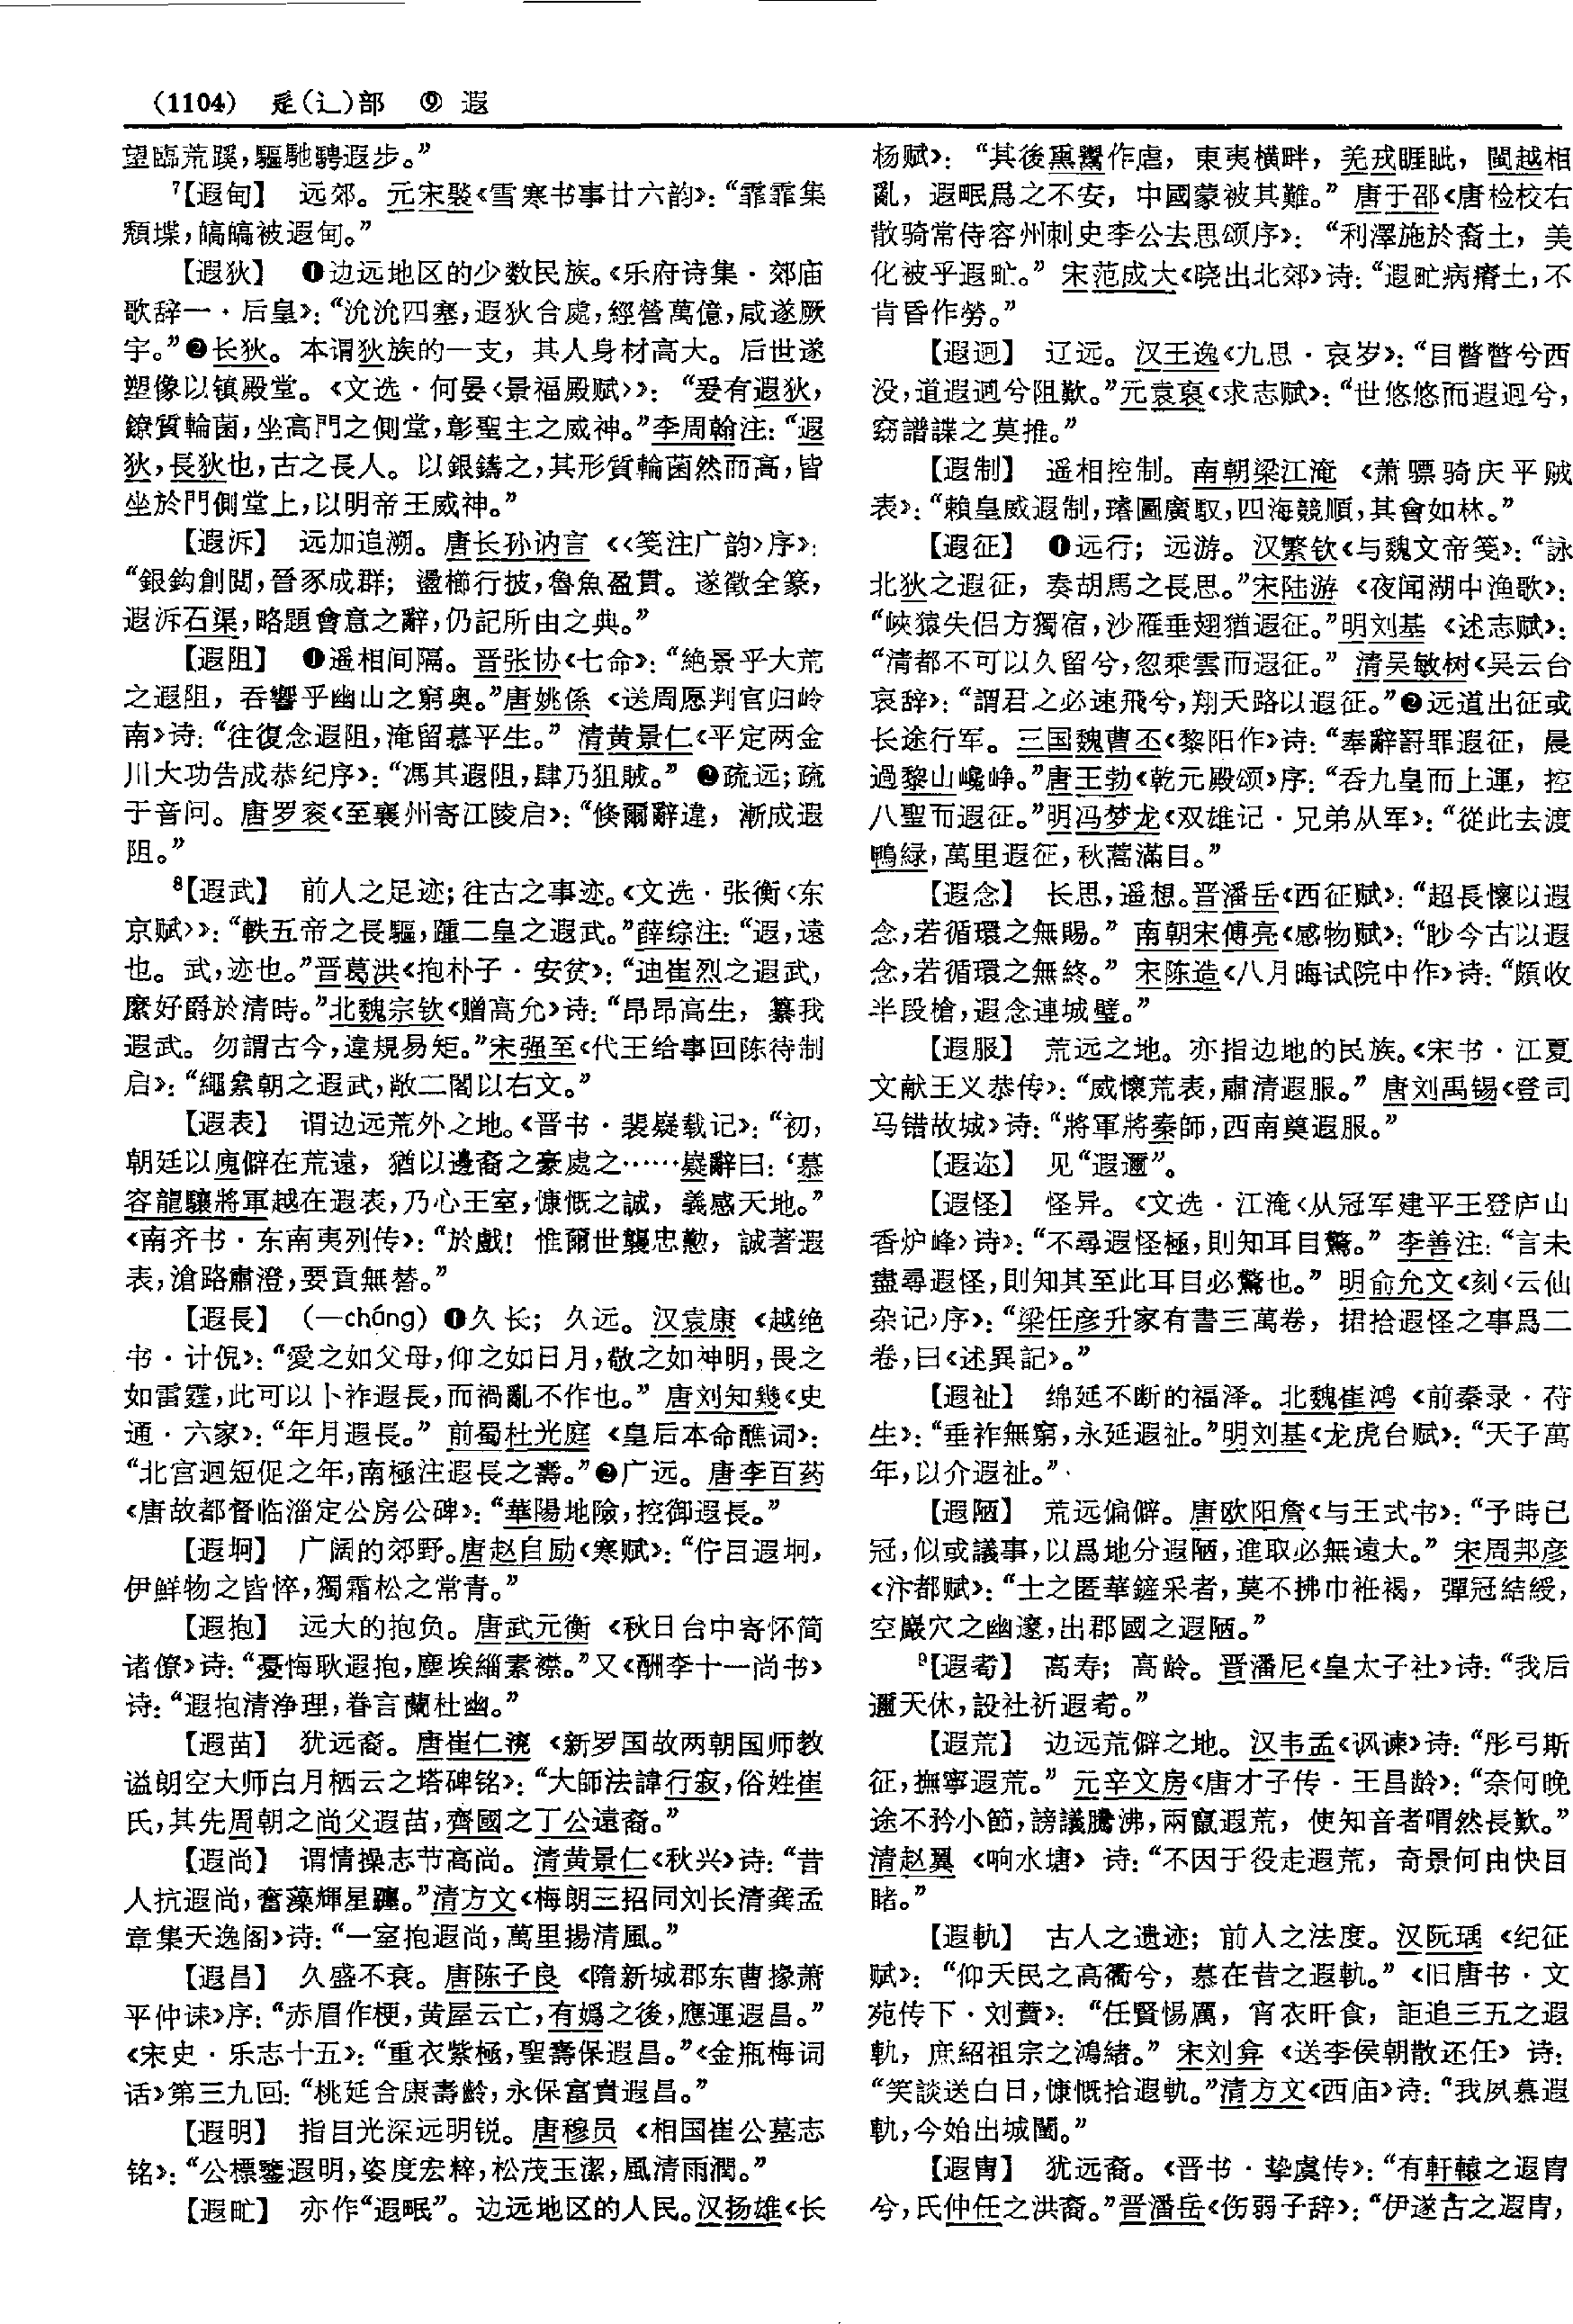 (1104) 辵(辶)部 ⑨ 遐
望臨荒蹊，驅馳騁遐步。”
⁷【遐甸】 远郊。元宋褧《雪寒书事廿六韵》：“霏霏集
頹堞，皜皜被遐甸。”
【遐狄】 ❶边远地区的少数民族。《乐府诗集·郊庙
歌辞一·后皇》：“沇沇四塞，遐狄合處，經營萬億，咸遂厥
宇。”❷长狄。本谓狄族的一支，其人身材高大。后世遂
塑像以镇殿堂。《文选·何晏〈景福殿赋〉》：“爰有遐狄，
鐐質輪菌，坐高門之側堂，彰聖主之威神。”李周翰注：“遐
狄，長狄也，古之長人。以銀鑄之，其形質輪菌然而高，皆
坐於門側堂上，以明帝王威神。”
【遐泝】 远加追溯。唐长孙讷言《〈笺注广韵〉序》：
“銀鈎創閲，晉豕成群；盪櫛行披，魯魚盈貫。遂徵全篆，
遐泝石渠，略題會意之辭，仍記所由之典。”
【遐阻】 ❶遥相间隔。晋张协《七命》：“絶景乎大荒
之遐阻，吞響乎幽山之窮奥。”唐姚係《送周愿判官归岭
南》诗：“往復念遐阻，淹留慕平生。”清黄景仁《平定两金
川大功告成恭纪序》：“馮其遐阻，肆乃狙賊。”❷疏远；疏
于音问。唐罗衮《至襄州寄江陵启》：“倏爾辭違，漸成遐
阻。”
⁸【遐武】 前人之足迹；往古之事迹。《文选·张衡〈东
京赋〉》：“軼五帝之長驅，踵二皇之遐武。”薛综注：“遐，遠
也。武，迹也。”晋葛洪《抱朴子·安贫》：“迪崔烈之遐武，
縻好爵於清時。”北魏宗钦《赠高允》诗：“昂昂高生，纂我
遐武。勿謂古今，違規易矩。”宋强至《代王给事回陈待制
启》：“繩絫朝之遐武，敞二閣以右文。”
【遐表】 谓边远荒外之地。《晋书·裴嶷载记》：“初，
朝廷以廆僻在荒遠，猶以邊裔之豪處之……嶷辭曰：‘慕
容龍驤將軍越在遐表，乃心王室，慷慨之誠，義感天地。”
《南齐书·东南夷列传》：“於戲！惟爾世襲忠懃，誠著遐
表，滄路肅澄，要貢無替。”
【遐長】 （—cháng）❶久长；久远。汉袁康《越绝
书·计倪》：“愛之如父母，仰之如日月，敬之如神明，畏之
如雷霆，此可以卜祚遐長，而禍亂不作也。”唐刘知幾《史
通·六家》：“年月遐長。”前蜀杜光庭《皇后本命醮词》：
“北宫迴短促之年，南極注遐長之壽。”❷广远。唐李百药
《唐故都督临淄定公房公碑》：“華陽地險，控御遐長。”
【遐坰】 广阔的郊野。唐赵自励《寒赋》：“佇目遐坰，
伊鮮物之皆悴，獨霜松之常青。”
【遐抱】 远大的抱负。唐武元衡《秋日台中寄怀简
诸僚》诗：“憂悔耿遐抱，塵埃緇素襟。”又《酬李十一尚书》
诗：“遐抱清浄理，眷言蘭杜幽。”
【遐苗】 犹远裔。唐崔仁㳘《新罗国故两朝国师教
谥朗空大师白月栖云之塔碑铭》：“大師法諱行寂，俗姓崔
氏，其先周朝之尚父遐苗，齊國之丁公遠裔。”
【遐尚】 谓情操志节高尚。清黄景仁《秋兴》诗：“昔
人抗遐尚，奮藻輝星躔。”清方文《梅朗三招同刘长清龚孟
章集天逸阁》诗：“一室抱遐尚，萬里揚清風。”
【遐昌】 久盛不衰。唐陈子良《隋新城郡东曹掾萧
平仲诔》序：“赤眉作梗，黄屋云亡，有嬀之後，應運遐昌。”
《宋史·乐志十五》：“重衣紫極，聖壽保遐昌。”《金瓶梅词
话》第三九回：“桃延合康壽齡，永保富貴遐昌。”
【遐明】 指目光深远明锐。唐穆员《相国崔公墓志
铭》：“公標鑒遐明，姿度宏粹，松茂玉潔，風清雨潤。”
【遐甿】 亦作“遐眠”。边远地区的人民。汉扬雄《长
杨赋》：“其後熏鬻作虐，東夷横畔，羌戎睚眦，閩越相
亂，遐眠爲之不安，中國蒙被其難。”唐于邵《唐检校右
散骑常侍容州刺史李公去思颂序》：“利澤施於裔土，美
化被乎遐甿。”宋范成大《晓出北郊》诗：“遐甿病瘠土，不
肯昏作勞。”
【遐迥】 辽远。汉王逸《九思·哀岁》：“目瞥瞥兮西
没，道遐迥兮阻歎。”元袁裒《求志赋》：“世悠悠而遐迥兮，
窈譜諜之莫推。”
【遐制】 遥相控制。南朝梁江淹《萧骠骑庆平贼
表》：“賴皇威遐制，璿圖廣馭，四海競順，其會如林。”
【遐征】 ❶远行；远游。汉繁钦《与魏文帝笺》：“詠
北狄之遐征，奏胡馬之長思。”宋陆游《夜闻湖中渔歌》：
“峽猿失侣方獨宿，沙雁垂翅猶遐征。”明刘基《述志赋》：
“清都不可以久留兮，忽乘雲而遐征。”清吴敏树《吴云台
哀辞》：“謂君之必速飛兮，翔天路以遐征。”❷远道出征或
长途行军。三国魏曹丕《黎阳作》诗：“奉辭罸罪遐征，晨
過黎山巉峥。”唐王勃《乾元殿颂》序：“吞九皇而上運，控
八聖而遐征。”明冯梦龙《双雄记·兄弟从军》：“從此去渡
鴨緑，萬里遐征，秋蒿滿目。”
【遐念】 长思，遥想。晋潘岳《西征赋》：“超長懷以遐
念，若循環之無賜。”南朝宋傅亮《感物赋》：“眇今古以遐
念，若循環之無終。”宋陈造《八月晦试院中作》诗：“頗收
半段槍，遐念連城璧。”
【遐服】 荒远之地。亦指边地的民族。《宋书·江夏
文献王义恭传》：“威懷荒表，肅清遐服。”唐刘禹锡《登司
马错故城》诗：“將軍將秦師，西南奠遐服。”
【遐迩】 见“遐邇”。
【遐怪】 怪异。《文选·江淹〈从冠军建平王登庐山
香炉峰〉诗》：“不尋遐怪極，則知耳目驚。”李善注：“言未
盡尋遐怪，則知其至此耳目必驚也。”明俞允文《刻〈云仙
杂记〉序》：“梁任彦升家有書三萬卷，捃拾遐怪之事爲二
卷，曰《述異記》。”
【遐祉】 绵延不断的福泽。北魏崔鸿《前秦录·苻
生》：“垂祚無窮，永延遐祉。”明刘基《龙虎台赋》：“天子萬
年，以介遐祉。”
【遐陋】 荒远偏僻。唐欧阳詹《与王式书》：“予時已
冠，似或議事，以爲地分遐陋，進取必無遠大。”宋周邦彦
《汴都赋》：“士之匿華鏟采者，莫不拂巾袵褐，彈冠結綬，
空巖穴之幽邃，出郡國之遐陋。”
⁹【遐耇】 高寿；高龄。晋潘尼《皇太子社》诗：“我后
邇天休，設社祈遐耇。”
【遐荒】 边远荒僻之地。汉韦孟《讽谏》诗：“彤弓斯
征，撫寧遐荒。”元辛文房《唐才子传·王昌龄》：“奈何晚
途不矜小節，謗議騰沸，兩竄遐荒，使知音者喟然長歎。”
清赵翼《响水塘》诗：“不因于役走遐荒，奇景何由快目
睹。”
【遐軌】 古人之遗迹；前人之法度。汉阮瑀《纪征
赋》：“仰天民之高衢兮，慕在昔之遐軌。”《旧唐书·文
苑传下·刘蕡》：“任賢惕厲，宵衣旰食，詎追三五之遐
軌，庶紹祖宗之鴻緒。”宋刘弇《送李侯朝散还任》诗：
“笑談送白日，慷慨拾遐軌。”清方文《西庙》诗：“我夙慕遐
軌，今始出城闉。”
【遐胄】 犹远裔。《晋书·挚虞传》：“有軒轅之遐胄
兮，氏仲任之洪裔。”晋潘岳《伤弱子辞》：“伊遂古之遐胄，